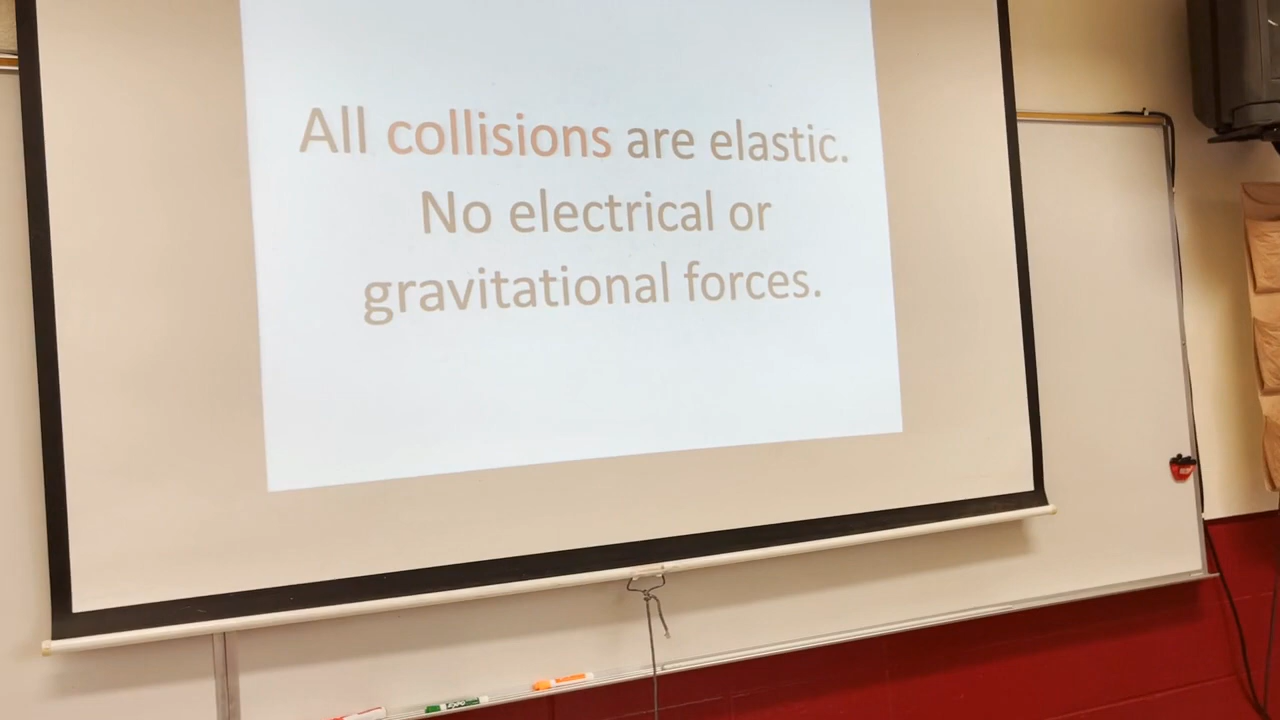 All collisions are elastic.
No electrical or
gravitational forces.